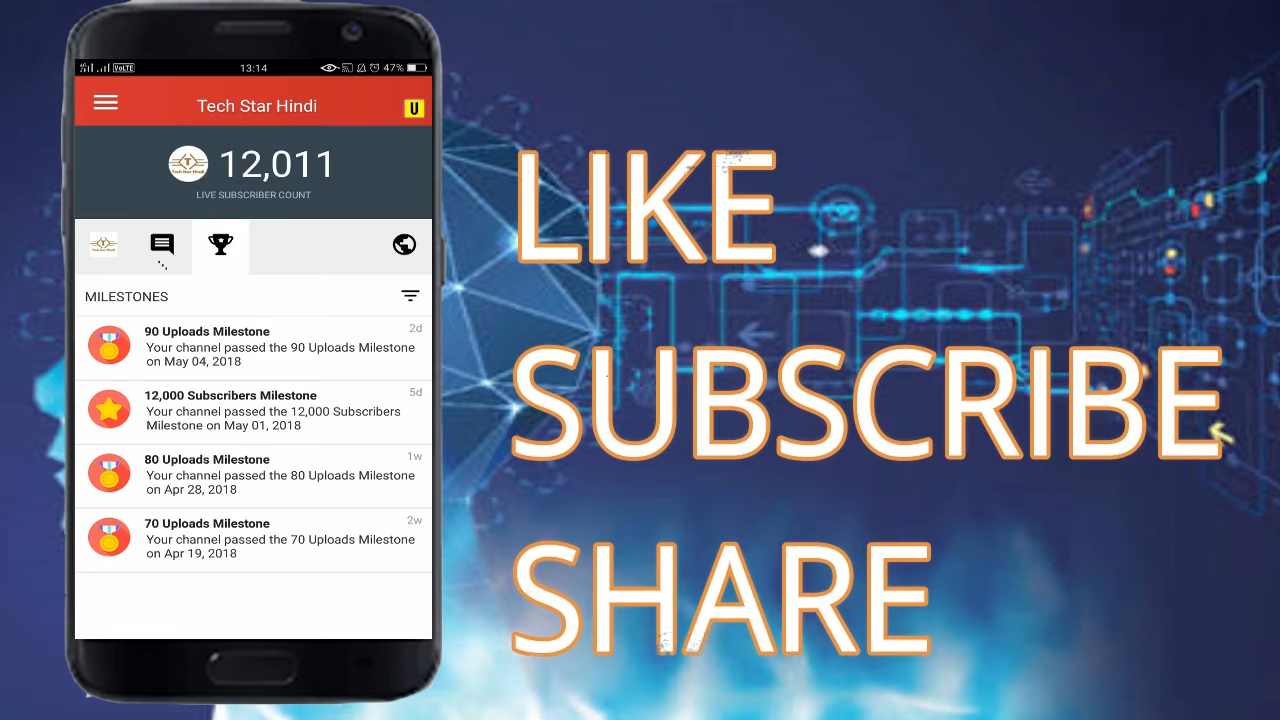 VoLTE 13:14 47%
Tech Star Hindi
U
12,011
Tech Star Hindi
LIVE SUBSCRIBER COUNT
MILESTONES
90 Uploads Milestone 2d
Your channel passed the 90 Uploads Milestone
on May 04, 2018
12,000 Subscribers Milestone 5d
Your channel passed the 12,000 Subscribers
Milestone on May 01, 2018
80 Uploads Milestone 1w
Your channel passed the 80 Uploads Milestone
on Apr 28, 2018
70 Uploads Milestone 2w
Your channel passed the 70 Uploads Milestone
on Apr 19, 2018
LIKE
SUBSCRIBE
SHARE